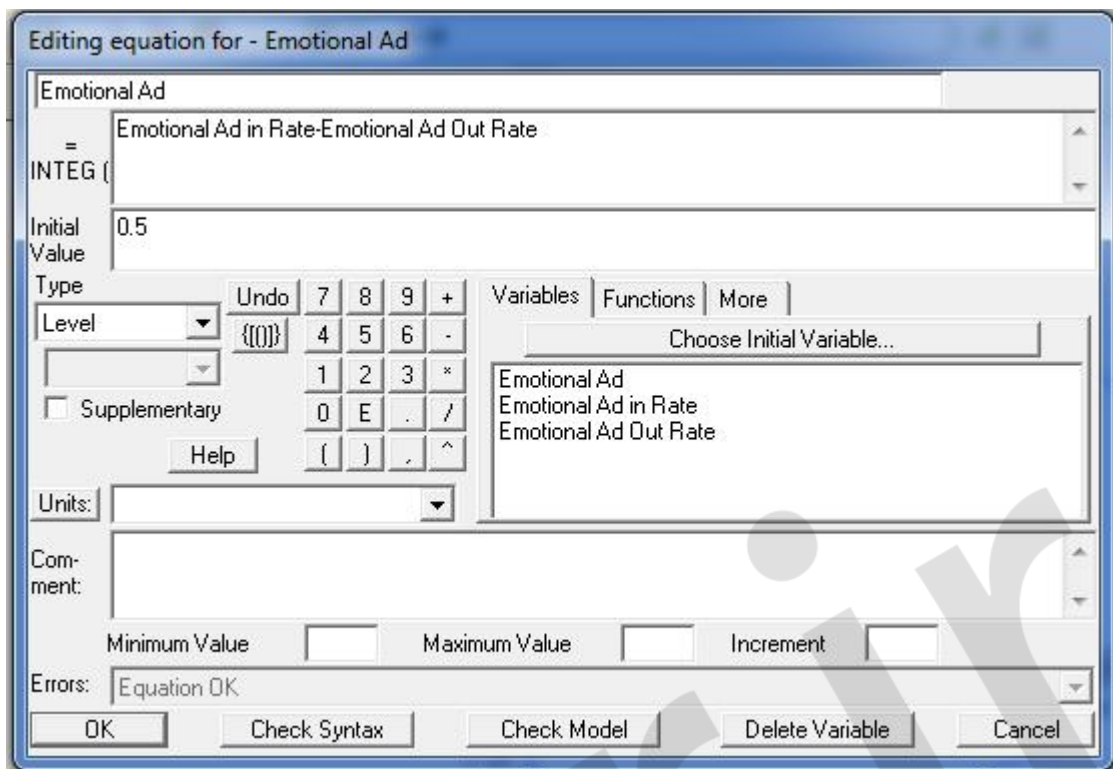 Editing equation for - Emotional Ad
Emotional Ad
= INTEG (
Emotional Ad in Rate-Emotional Ad Out Rate
Initial Value
0.5
Type
Level
Undo 7 8 9 +
{[()]} 4 5 6 -
1 2 3 *
Supplementary
0 E . /
Help
( ) , ^
Variables Functions More
Choose Initial Variable...
Emotional Ad
Emotional Ad in Rate
Emotional Ad Out Rate
Units:
Com-
ment:
Minimum Value Maximum Value Increment
Errors: Equation OK
OK Check Syntax Check Model Delete Variable Cancel